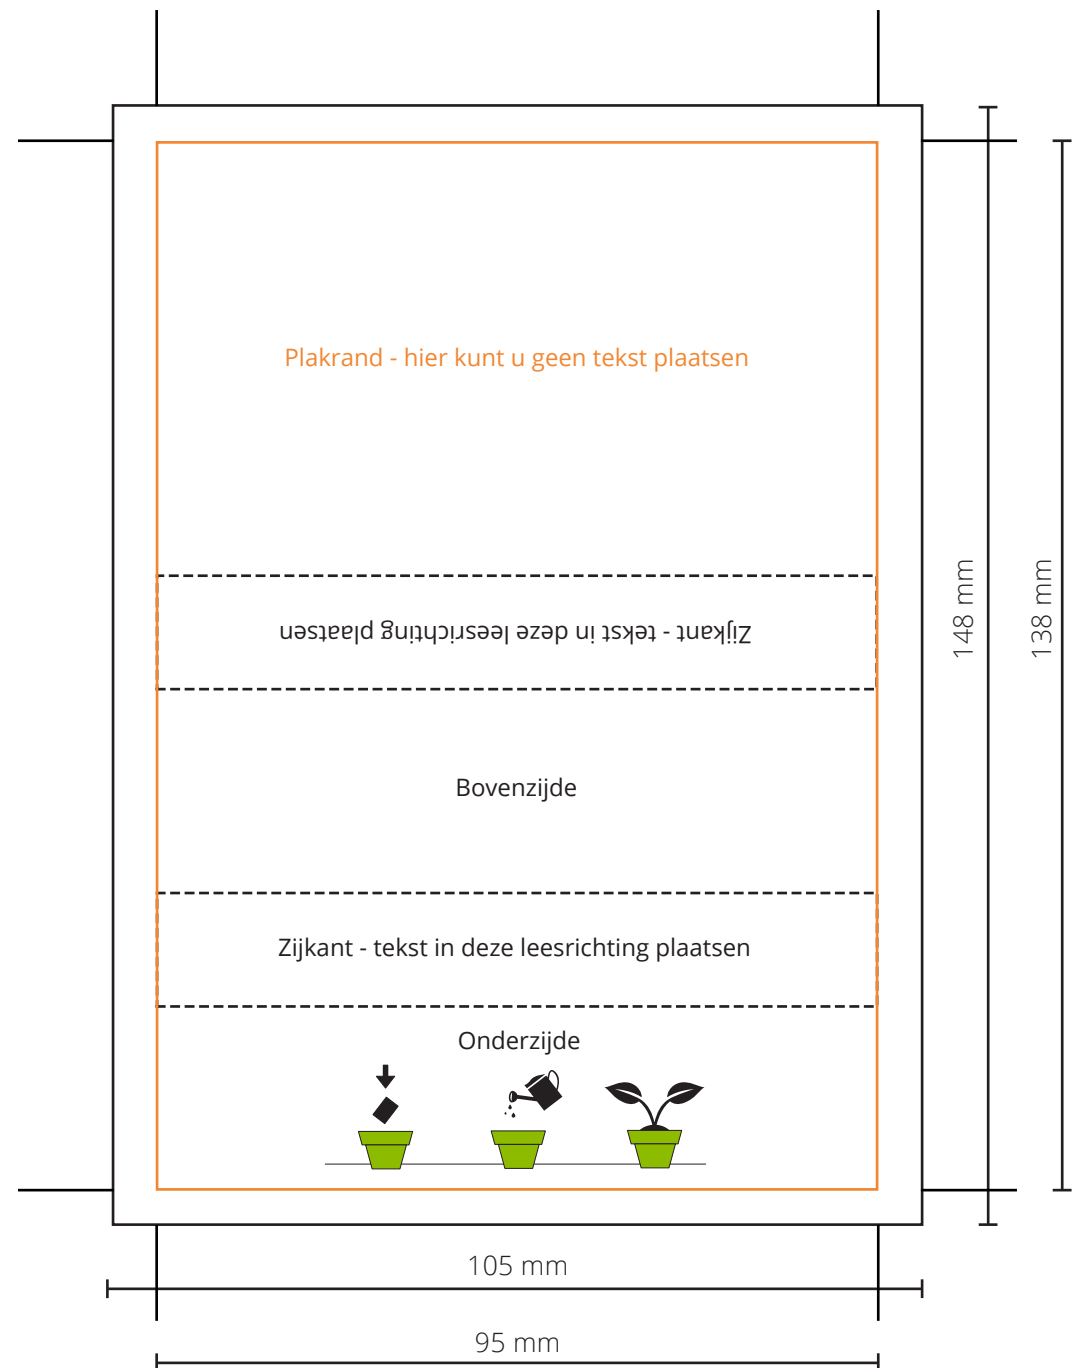 Plakrand - hier kunt u geen tekst plaatsen
Zijkant - tekst in deze leesrichting plaatsen
148 mm
138 mm
Bovenzijde
Zijkant - tekst in deze leesrichting plaatsen
Onderzijde
105 mm
95 mm